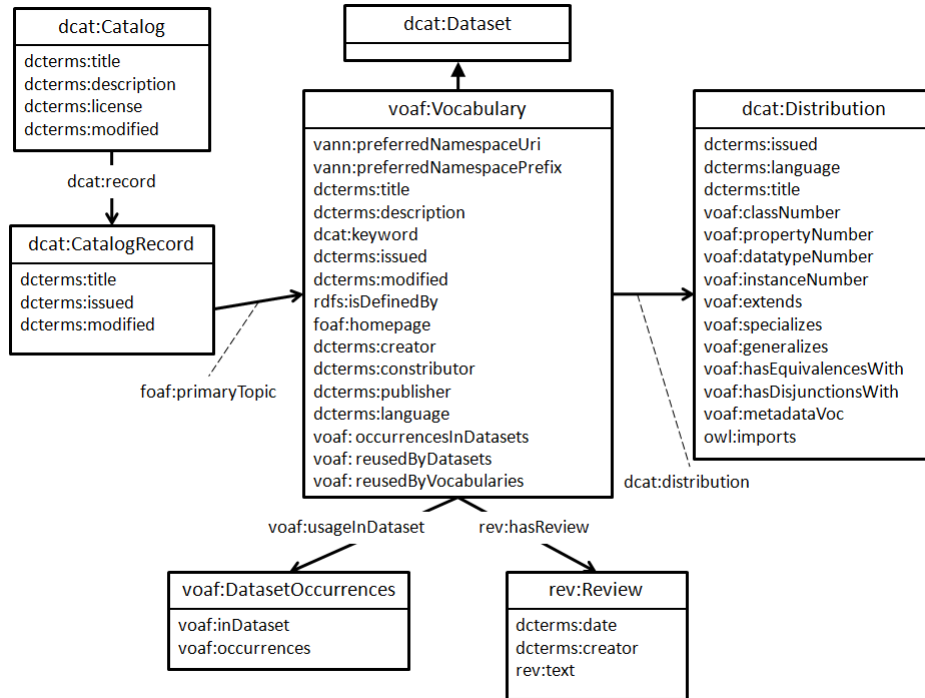 dcat:Catalog
dcterms:title
dcterms:description
dcterms:license
dcterms:modified
dcat:record
dcat:CatalogRecord
dcterms:title
dcterms:issued
dcterms:modified
foaf:primaryTopic
dcat:Dataset
voaf:Vocabulary
vann:preferredNamespaceUri
vann:preferredNamespacePrefix
dcterms:title
dcterms:description
dcat:keyword
dcterms:issued
dcterms:modified
rdfs:isDefinedBy
foaf:homepage
dcterms:creator
dcterms:constributor
dcterms:publisher
dcterms:language
voaf: occurrencesInDatasets
voaf: reusedByDatasets
voaf: reusedByVocabularies
dcat:Distribution
dcterms:issued
dcterms:language
dcterms:title
voaf:classNumber
voaf:propertyNumber
voaf:datatypeNumber
voaf:instanceNumber
voaf:extends
voaf:specializes
voaf:generalizes
voaf:hasEquivalencesWith
voaf:hasDisjunctionsWith
voaf:metadataVoc
owl:imports
dcat:distribution
voaf:usageInDataset
rev:hasReview
voaf:DatasetOccurrences
voaf:inDataset
voaf:occurrences
rev:Review
dcterms:date
dcterms:creator
rev:text